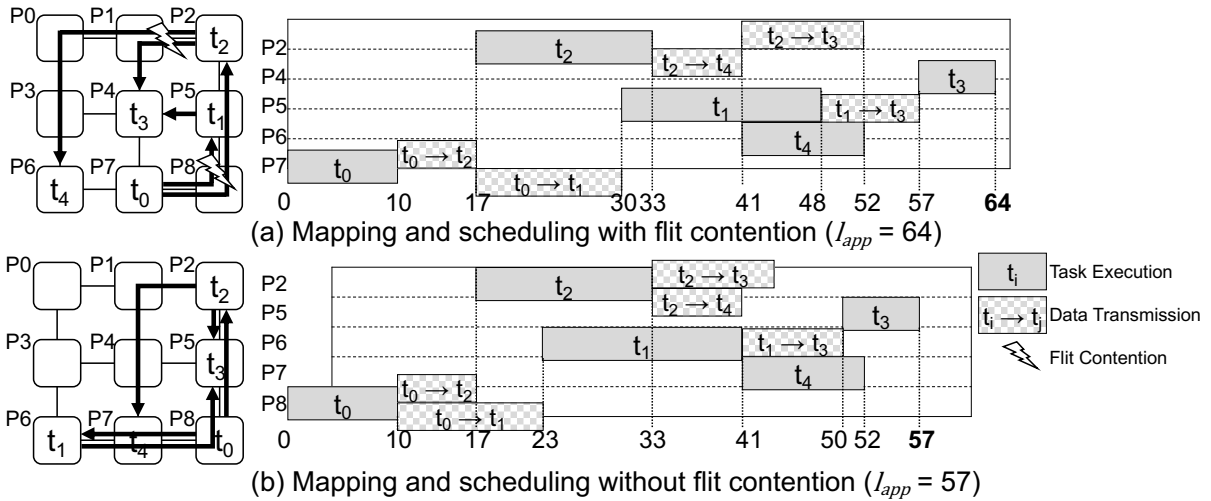 P0 P1 P2
t2
P3 P4 P5
t3 t1
P6 P7 P8
t4 t0
P2
P4
P5
P6
P7
t2
t2 → t3
t2 → t4
t3
t1
t1 → t3
t4
t0
t0 → t2
t0 → t1
0 10 17 30 33 41 48 52 57 64
(a) Mapping and scheduling with flit contention (lapp = 64)
P0 P1 P2
t2
P3 P4 P5
t3
P6 P7 P8
t1 t4 t0
P2
P5
P6
P7
P8
t2
t2 → t3
t2 → t4
t3
t1
t1 → t3
t4
t0
t0 → t2
t0 → t1
0 10 17 23 33 41 50 52 57
(b) Mapping and scheduling without flit contention (lapp = 57)
ti Task Execution
ti → tj Data Transmission
Flit Contention